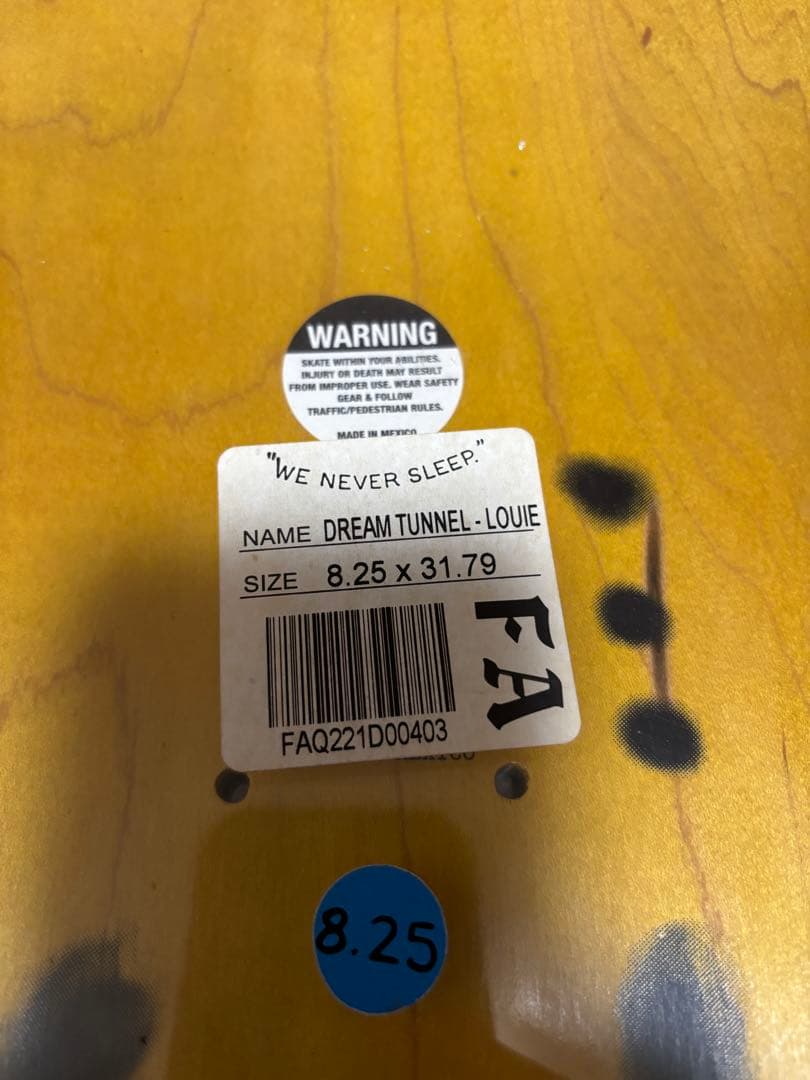 WARNING
SKATE WITHIN YOUR ABILITIES.
INJURY OR DEATH MAY RESULT
FROM IMPROPER USE. WEAR SAFETY
GEAR & FOLLOW
TRAFFIC/PEDESTRIAN RULES.
MADE IN MEXICO
"WE NEVER SLEEP."
NAME DREAM TUNNEL - LOUIE
SIZE 8.25 x 31.79
FA
FAQ221D00403
8.25